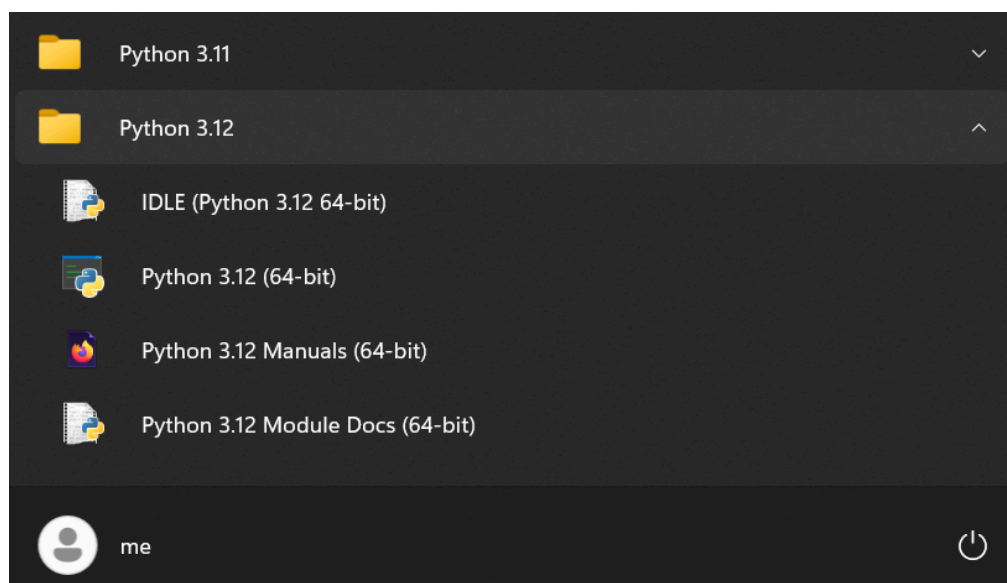 Python 3.11
Python 3.12
IDLE (Python 3.12 64-bit)
Python 3.12 (64-bit)
Python 3.12 Manuals (64-bit)
Python 3.12 Module Docs (64-bit)
me